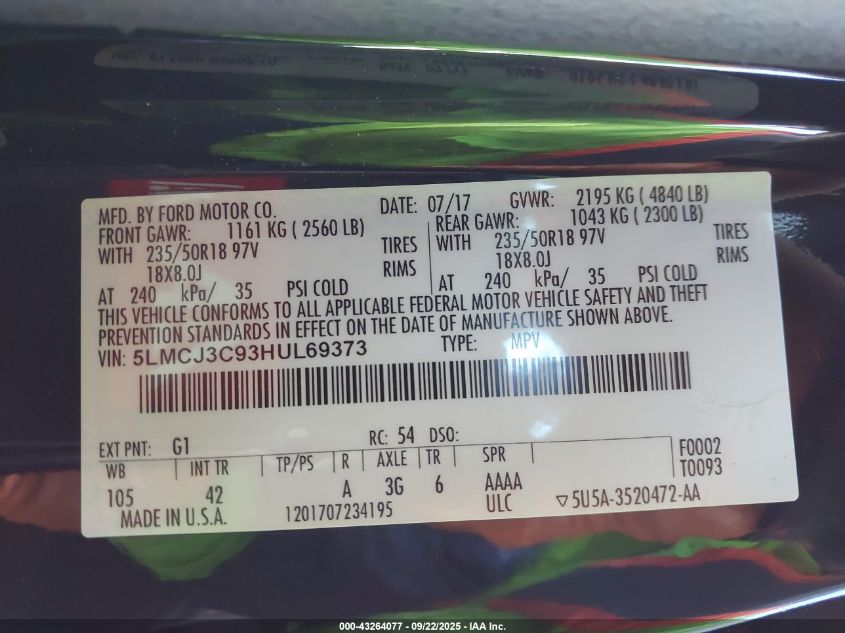 MFD. BY FORD MOTOR CO. DATE: 07/17 GVWR: 2195 KG ( 4840 LB)
FRONT GAWR: 1161 KG ( 2560 LB) REAR GAWR: 1043 KG ( 2300 LB)
WITH 235/50R18 97V TIRES WITH 235/50R18 97V TIRES
18X8.0J RIMS 18X8.0J RIMS
AT 240 kPa/ 35 PSI COLD AT 240 kPa/ 35 PSI COLD
THIS VEHICLE CONFORMS TO ALL APPLICABLE FEDERAL MOTOR VEHICLE SAFETY AND THEFT
PREVENTION STANDARDS IN EFFECT ON THE DATE OF MANUFACTURE SHOWN ABOVE.
VIN: 5LMCJ3C93HUL69373 TYPE: MPV
EXT PNT: G1 RC: 54 DSO:
WB INT TR TP/PS R AXLE TR SPR F0002
105 42 A 3G 6 AAAA T0093
MADE IN U.S.A. 1201707234195 ULC ▽5U5A-3520472-AA
000-43264077 - 09/22/2025 - IAA Inc.